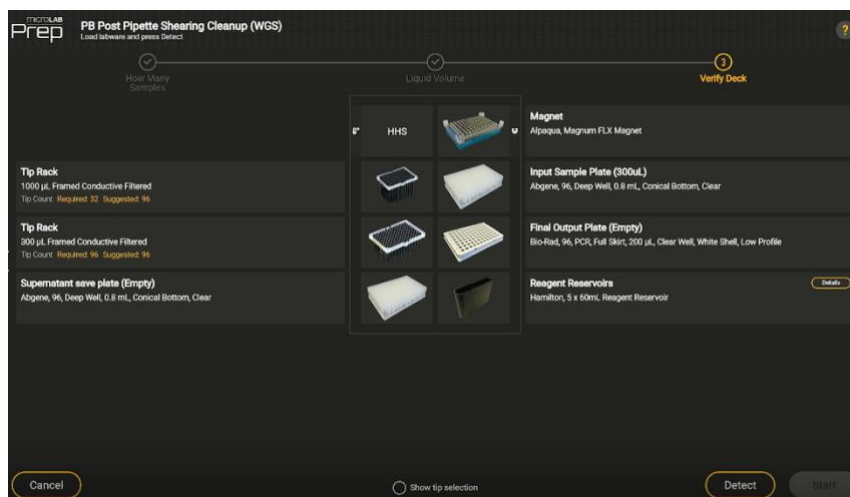 microLAB
Prep
PB Post Pipette Shearing Cleanup (WGS)
Load labware and press Detect
?
How Many
Samples
Liquid Volume
3
Verify Deck
HHS
Magnet
Alpaqua, Magnum FLX Magnet
Tip Rack
1000 µL Framed Conductive Filtered
Tip Count Required: 32 Suggested: 96
Input Sample Plate (300uL)
Abgene, 96, Deep Well, 0.8 mL, Conical Bottom, Clear
Tip Rack
300 µL Framed Conductive Filtered
Tip Count Required: 96 Suggested: 96
Final Output Plate (Empty)
Bio-Rad, 96, PCR, Full Skirt, 200 µL, Clear Well, White Shell, Low Profile
Supernatant save plate (Empty)
Abgene, 96, Deep Well, 0.8 mL, Conical Bottom, Clear
Reagent Reservoirs
Hamilton, 5 x 60mL Reagent Reservoir
Details
Cancel
Show tip selection
Detect
Start